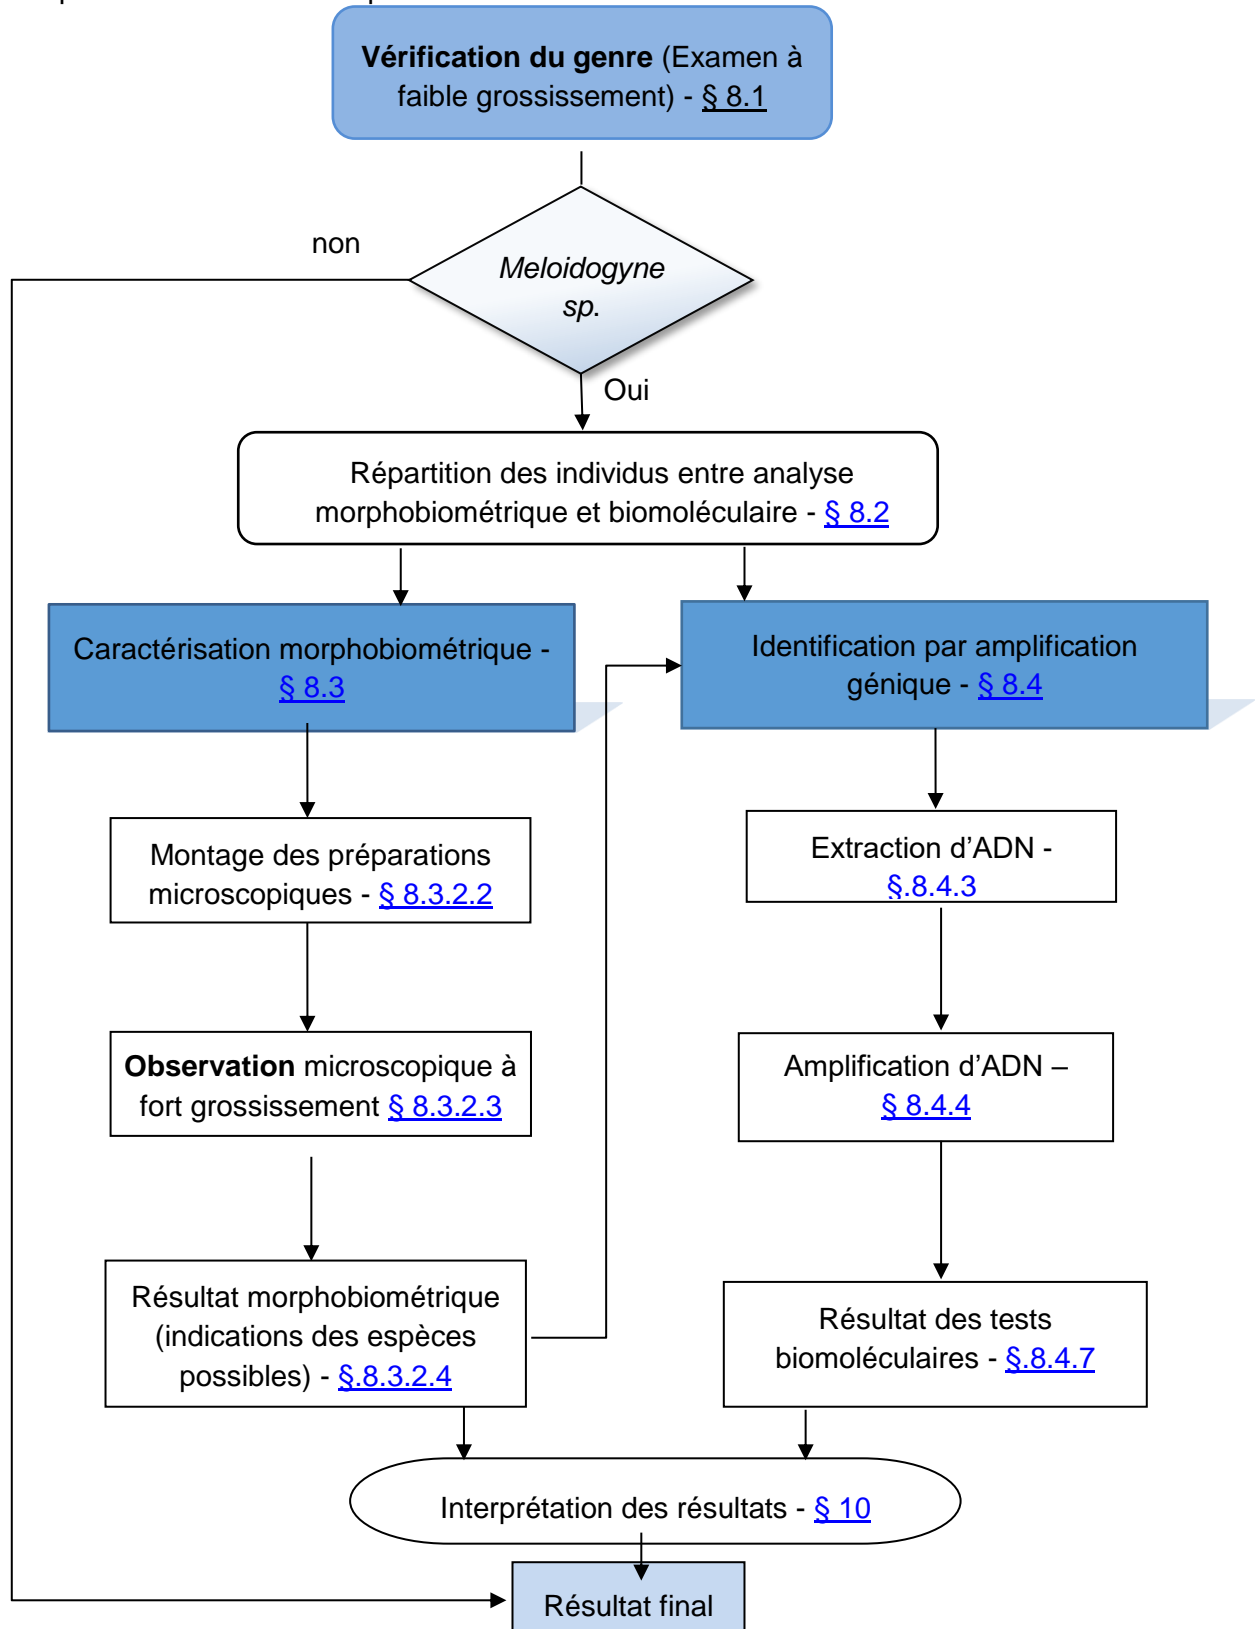 Vérification du genre (Examen à
faible grossissement) - § 8.1
non
Meloidogyne
sp.
Oui
Répartition des individus entre analyse
morphobiométrique et biomoléculaire - § 8.2
Caractérisation morphobiométrique -
§ 8.3
Identification par amplification
génique - § 8.4
Montage des préparations
microscopiques - § 8.3.2.2
Extraction d’ADN -
§.8.4.3
Observation microscopique à
fort grossissement § 8.3.2.3
Amplification d’ADN –
§ 8.4.4
Résultat morphobiométrique
(indications des espèces
possibles) - §.8.3.2.4
Résultat des tests
biomoléculaires - §.8.4.7
Interprétation des résultats - § 10
Résultat final